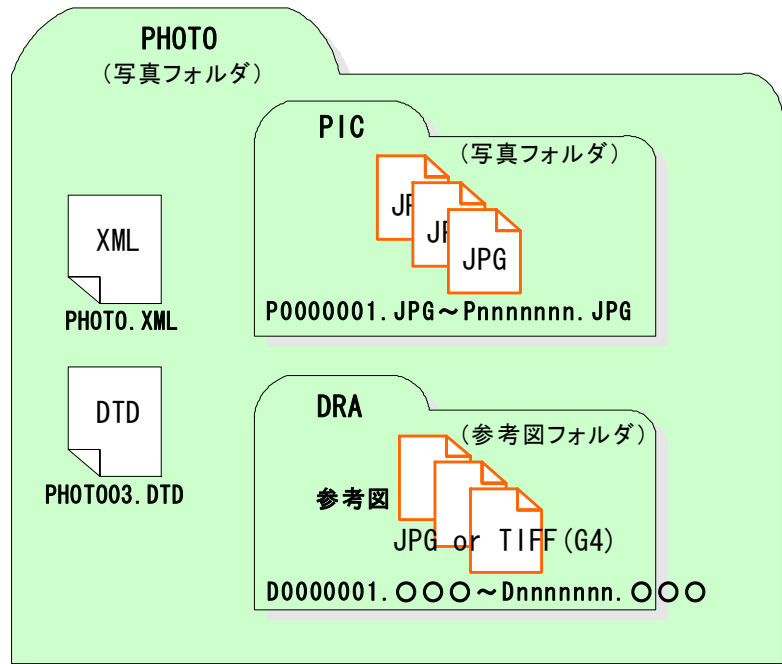 PHOTO
（写真フォルダ）
PIC
（写真フォルダ）
JP
JP
JPG
P0000001.JPG～Pnnnnnnn.JPG
XML
PHOTO.XML
DTD
PHOTO03.DTD
DRA
（参考図フォルダ）
参考図
JPG or TIFF(G4)
D0000001.○○○～Dnnnnnnn.○○○